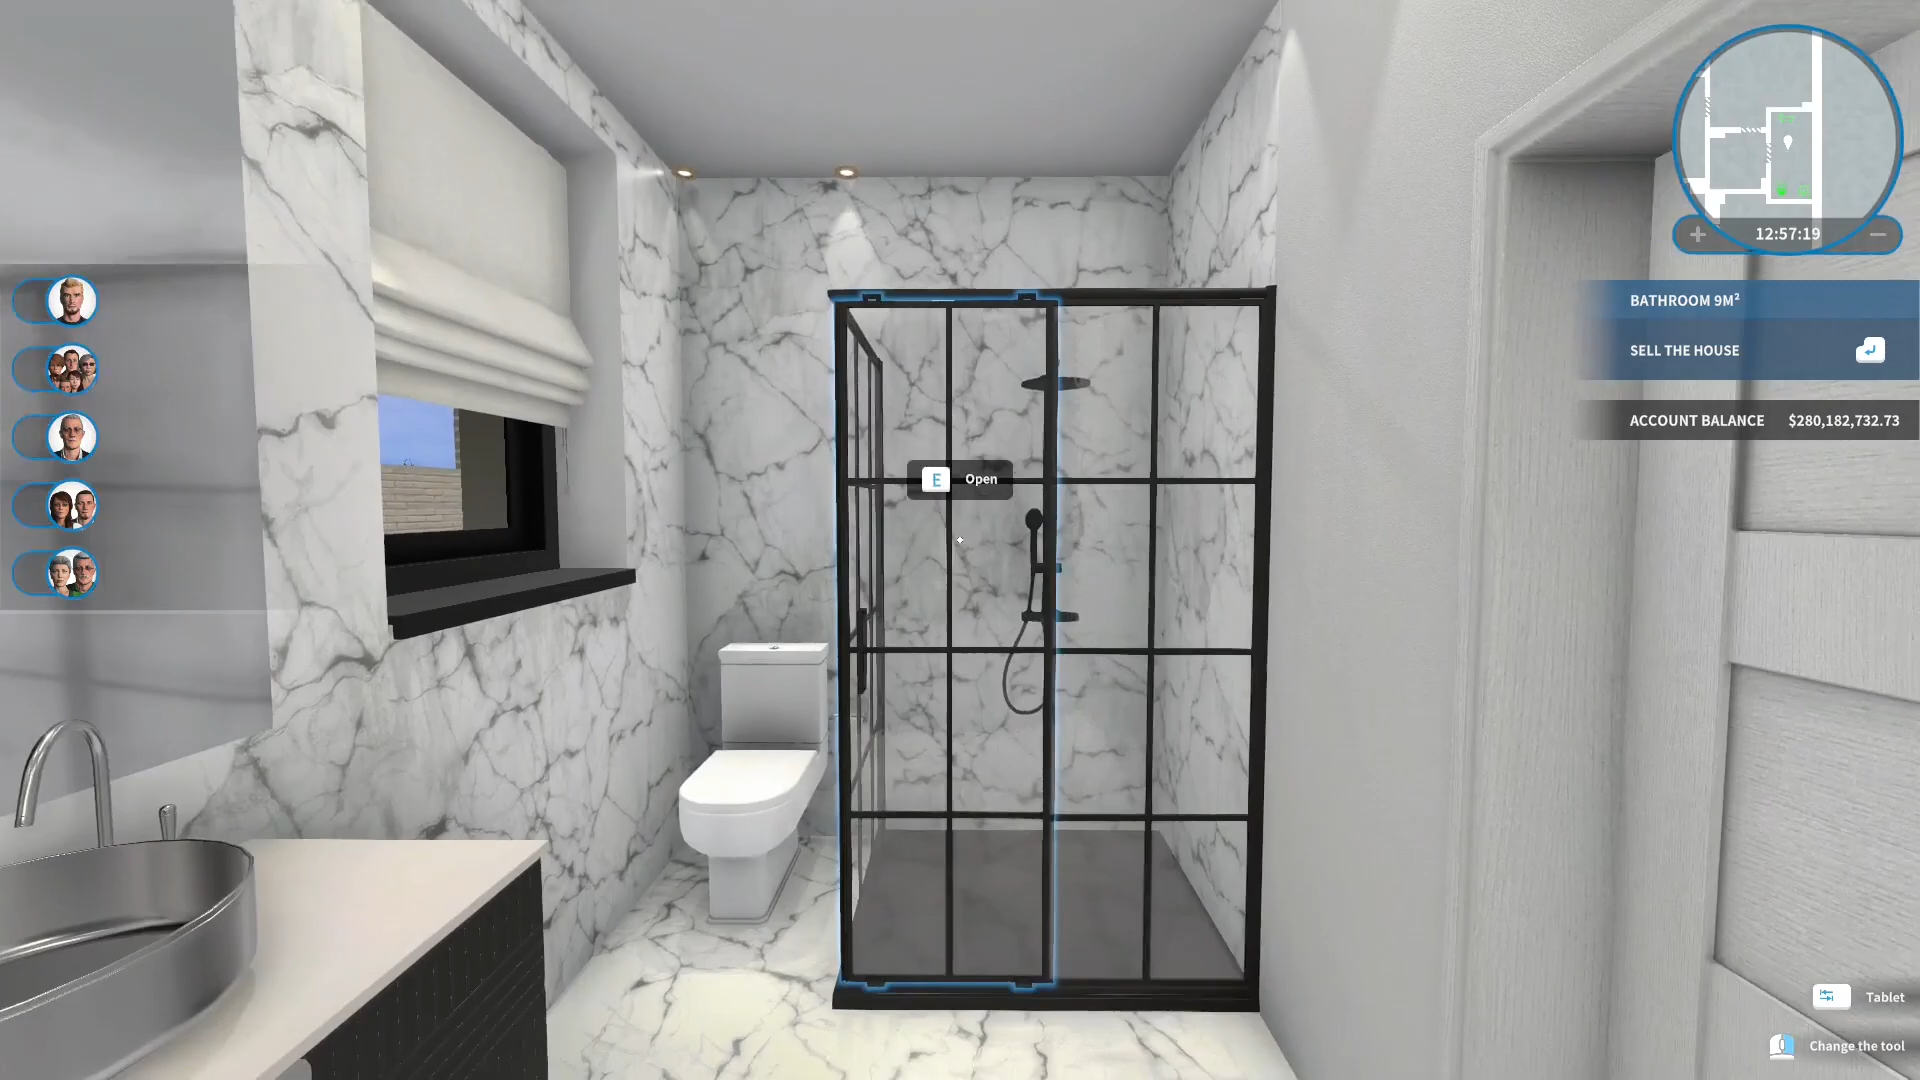 12:57:19
BATHROOM 9M²
SELL THE HOUSE
ACCOUNT BALANCE $280,182,732.73
E Open
Tablet
Change the tool